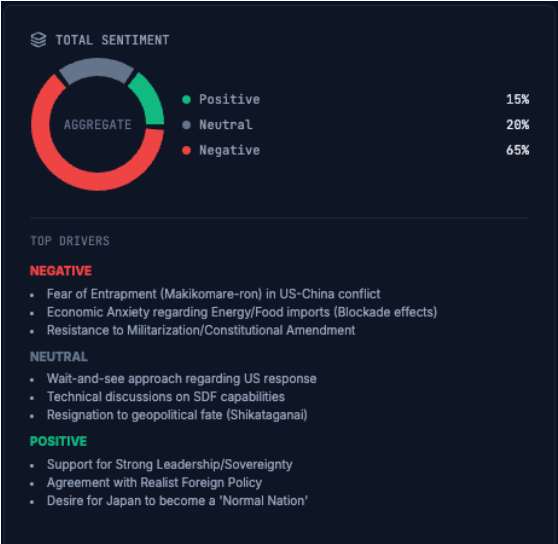 TOTAL SENTIMENT
AGGREGATE
Positive 15%
Neutral 20%
Negative 65%
TOP DRIVERS
NEGATIVE
• Fear of Entrapment (Makikomare-ron) in US-China conflict
• Economic Anxiety regarding Energy/Food imports (Blockade effects)
• Resistance to Militarization/Constitutional Amendment
NEUTRAL
• Wait-and-see approach regarding US response
• Technical discussions on SDF capabilities
• Resignation to geopolitical fate (Shikataganai)
POSITIVE
• Support for Strong Leadership/Sovereignty
• Agreement with Realist Foreign Policy
• Desire for Japan to become a 'Normal Nation'